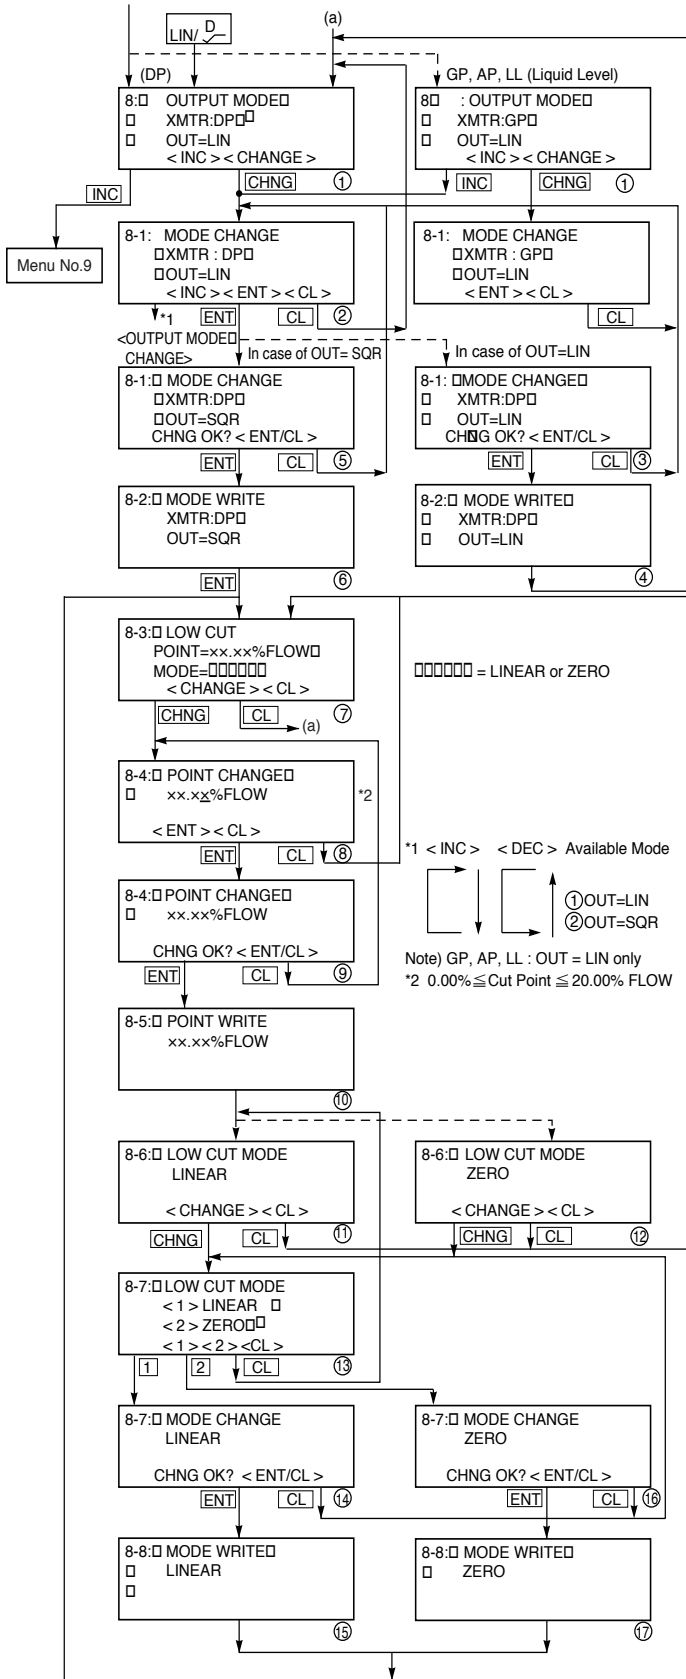 (a)
LIN/ D
(DP)
GP, AP, LL (Liquid Level)
8:□ OUTPUT MODE□
□ XMTR:DP□□
□ OUT=LIN
< INC > < CHANGE >
①
8□ : OUTPUT MODE□
□ XMTR:GP□
□ OUT=LIN
< INC > < CHANGE >
①
INC
CHNG
INC
CHNG
Menu No.9
8-1: MODE CHANGE
□XMTR : DP□
□OUT=LIN
< INC > < ENT > < CL >
②
8-1: MODE CHANGE
□XMTR : GP□
□OUT=LIN
< ENT > < CL >
*1
ENT
CL
CL
<OUTPUT MODE□
CHANGE>
In case of OUT= SQR
In case of OUT=LIN
8-1:□ MODE CHANGE
□XMTR:DP□
□OUT=SQR
CHNG OK? < ENT/CL >
⑤
8-1: □MODE CHANGE□
□ XMTR:DP□
□ OUT=LIN
CHNG OK? < ENT/CL >
③
ENT
CL
ENT
CL
8-2:□ MODE WRITE
XMTR:DP□
OUT=SQR
⑥
8-2:□ MODE WRITE□
□ XMTR:DP□
□ OUT=LIN
④
ENT
8-3:□ LOW CUT
POINT=××.××%FLOW□
MODE=□□□□□□
< CHANGE > < CL >
⑦
□□□□□□ = LINEAR or ZERO
CHNG
CL
(a)
8-4:□ POINT CHANGE□
□ ××.××%FLOW
< ENT > < CL >
⑧
*2
ENT
CL
*1 < INC > < DEC > Available Mode
①OUT=LIN
②OUT=SQR
Note) GP, AP, LL : OUT = LIN only
*2 0.00%≦Cut Point ≦20.00% FLOW
8-4:□ POINT CHANGE□
□ ××.××%FLOW
CHNG OK? < ENT/CL >
⑨
ENT
CL
8-5:□ POINT WRITE
××.××%FLOW
⑩
8-6:□ LOW CUT MODE
LINEAR
< CHANGE > < CL >
⑪
8-6:□ LOW CUT MODE
ZERO
< CHANGE > < CL >
⑫
CHNG
CL
CHNG
CL
8-7:□ LOW CUT MODE
< 1 > LINEAR □
< 2 > ZERO□□
< 1 > < 2 > <CL >
⑬
1
2
CL
8-7:□ MODE CHANGE
LINEAR
CHNG OK? < ENT/CL >
⑭
8-7:□ MODE CHANGE
ZERO
CHNG OK? < ENT/CL >
⑯
ENT
CL
ENT
CL
8-8:□ MODE WRITE□
□ LINEAR
□
⑮
8-8:□ MODE WRITE□
□ ZERO
⑰